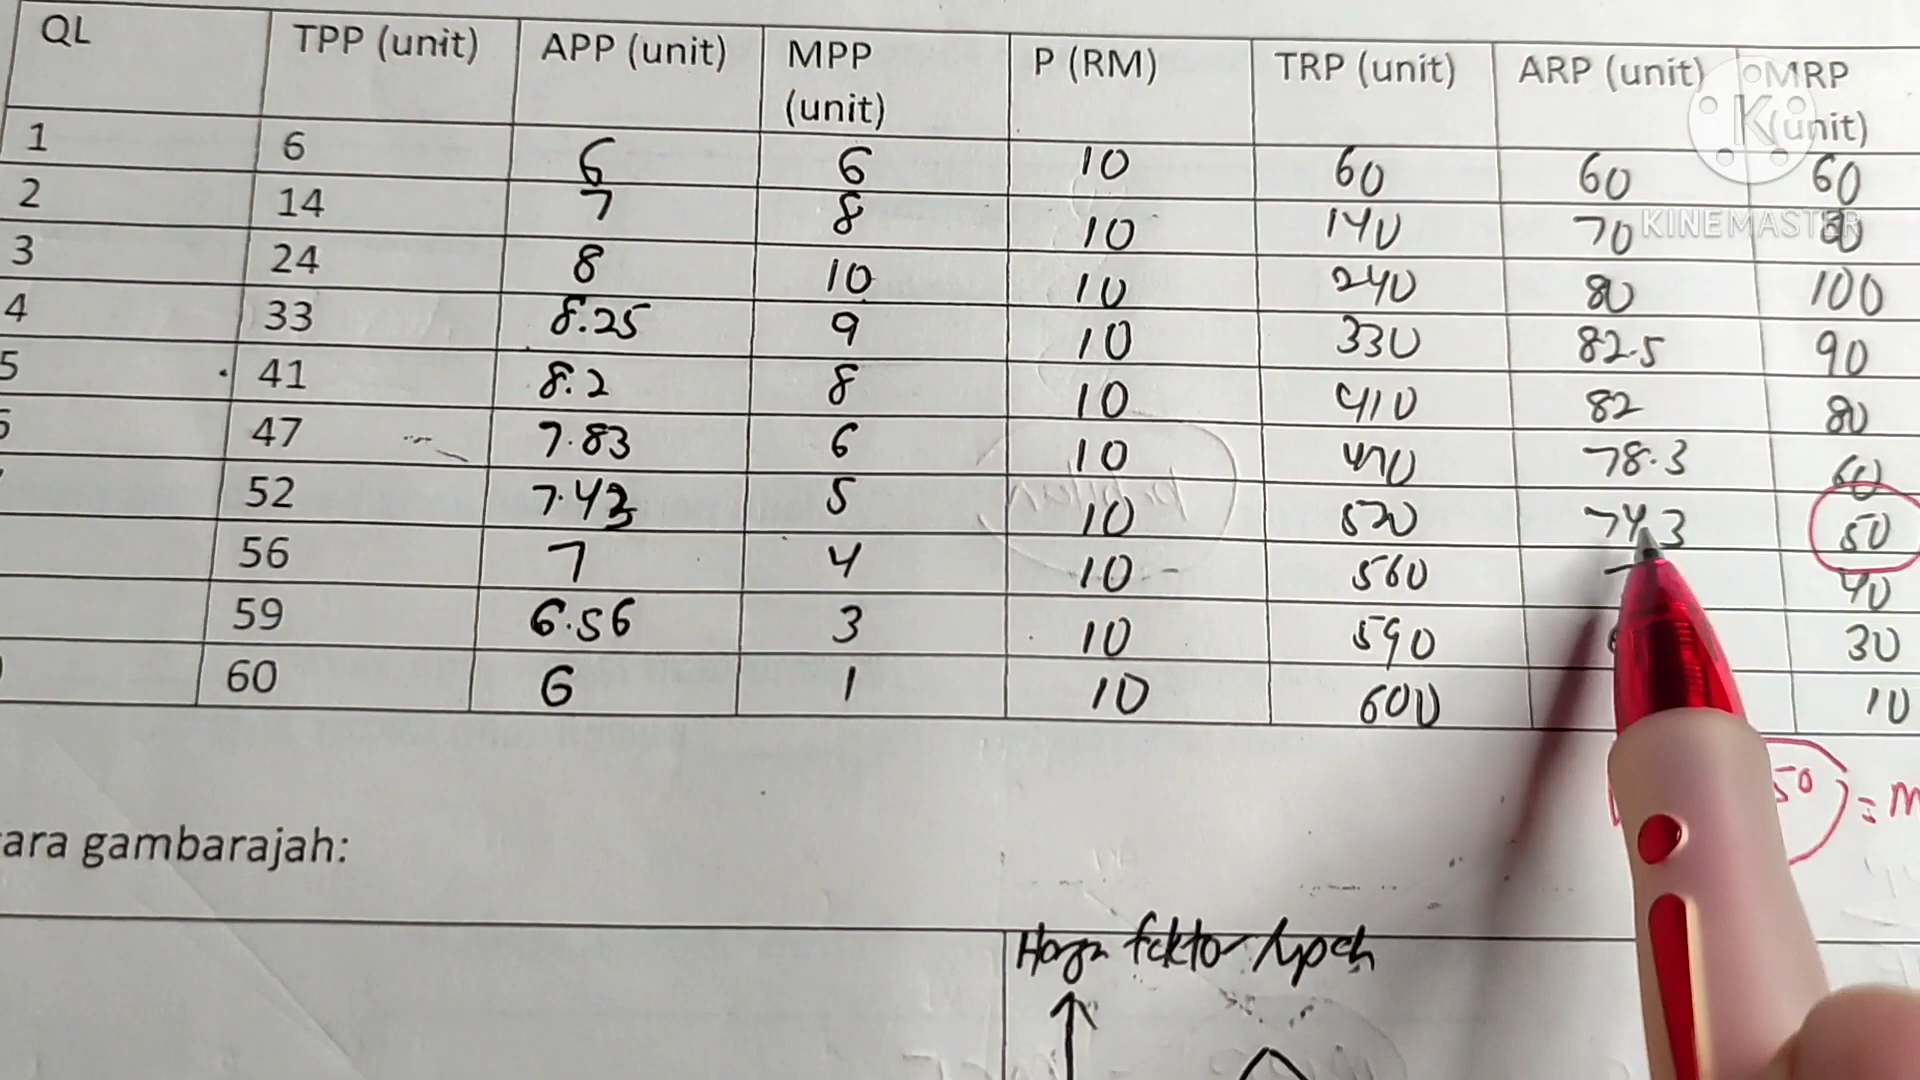 QL TPP (unit) APP (unit) MPP (unit) P (RM) TRP (unit) ARP (unit) MRP (unit)
1 6 6 6 10 60 60 60
2 14 7 8 10 140 70 80
3 24 8 10 10 240 80 100
4 33 8.25 9 10 330 82.5 90
5 41 8.2 8 10 410 82 80
47 7.83 6 10 470 78.3 60
52 7.43 5 10 520 74.3 50
56 7 4 10 560 40
59 6.56 3 10 590 30
60 6 1 10 600 10
K
KINEMASTER
50 = M
ara gambarajah:
Harga faktor/upah